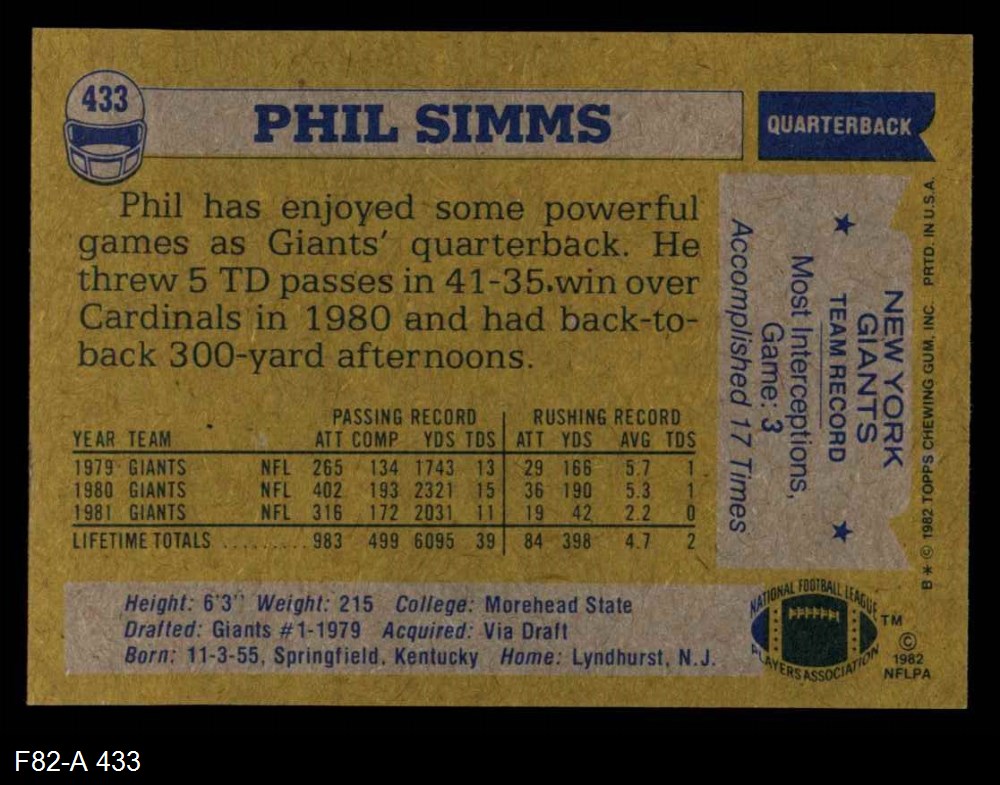 433
PHIL SIMMS
QUARTERBACK
Phil has enjoyed some powerful
games as Giants' quarterback. He
threw 5 TD passes in 41-35 win over
Cardinals in 1980 and had back-to-
back 300-yard afternoons.
PASSING RECORD RUSHING RECORD
YEAR TEAM ATT COMP YDS TDS ATT YDS AVG TDS
1979 GIANTS NFL 265 134 1743 13 29 166 5.7 1
1980 GIANTS NFL 402 193 2321 15 36 190 5.3 1
1981 GIANTS NFL 316 172 2031 11 19 42 2.2 0
LIFETIME TOTALS ......... 983 499 6095 39 84 398 4.7 2
NEW YORK
GIANTS
★ TEAM RECORD ★
Most Interceptions,
Game: 3
Accomplished 17 Times
B* © 1982 TOPPS CHEWING GUM, INC. PRTD. IN U.S.A.
Height: 6'3" Weight: 215 College: Morehead State
Drafted: Giants #1-1979 Acquired: Via Draft
Born: 11-3-55, Springfield, Kentucky Home: Lyndhurst, N.J.
NATIONAL FOOTBALL LEAGUE
PLAYERS ASSOCIATION
TM
©
1982
NFLPA
F82-A 433